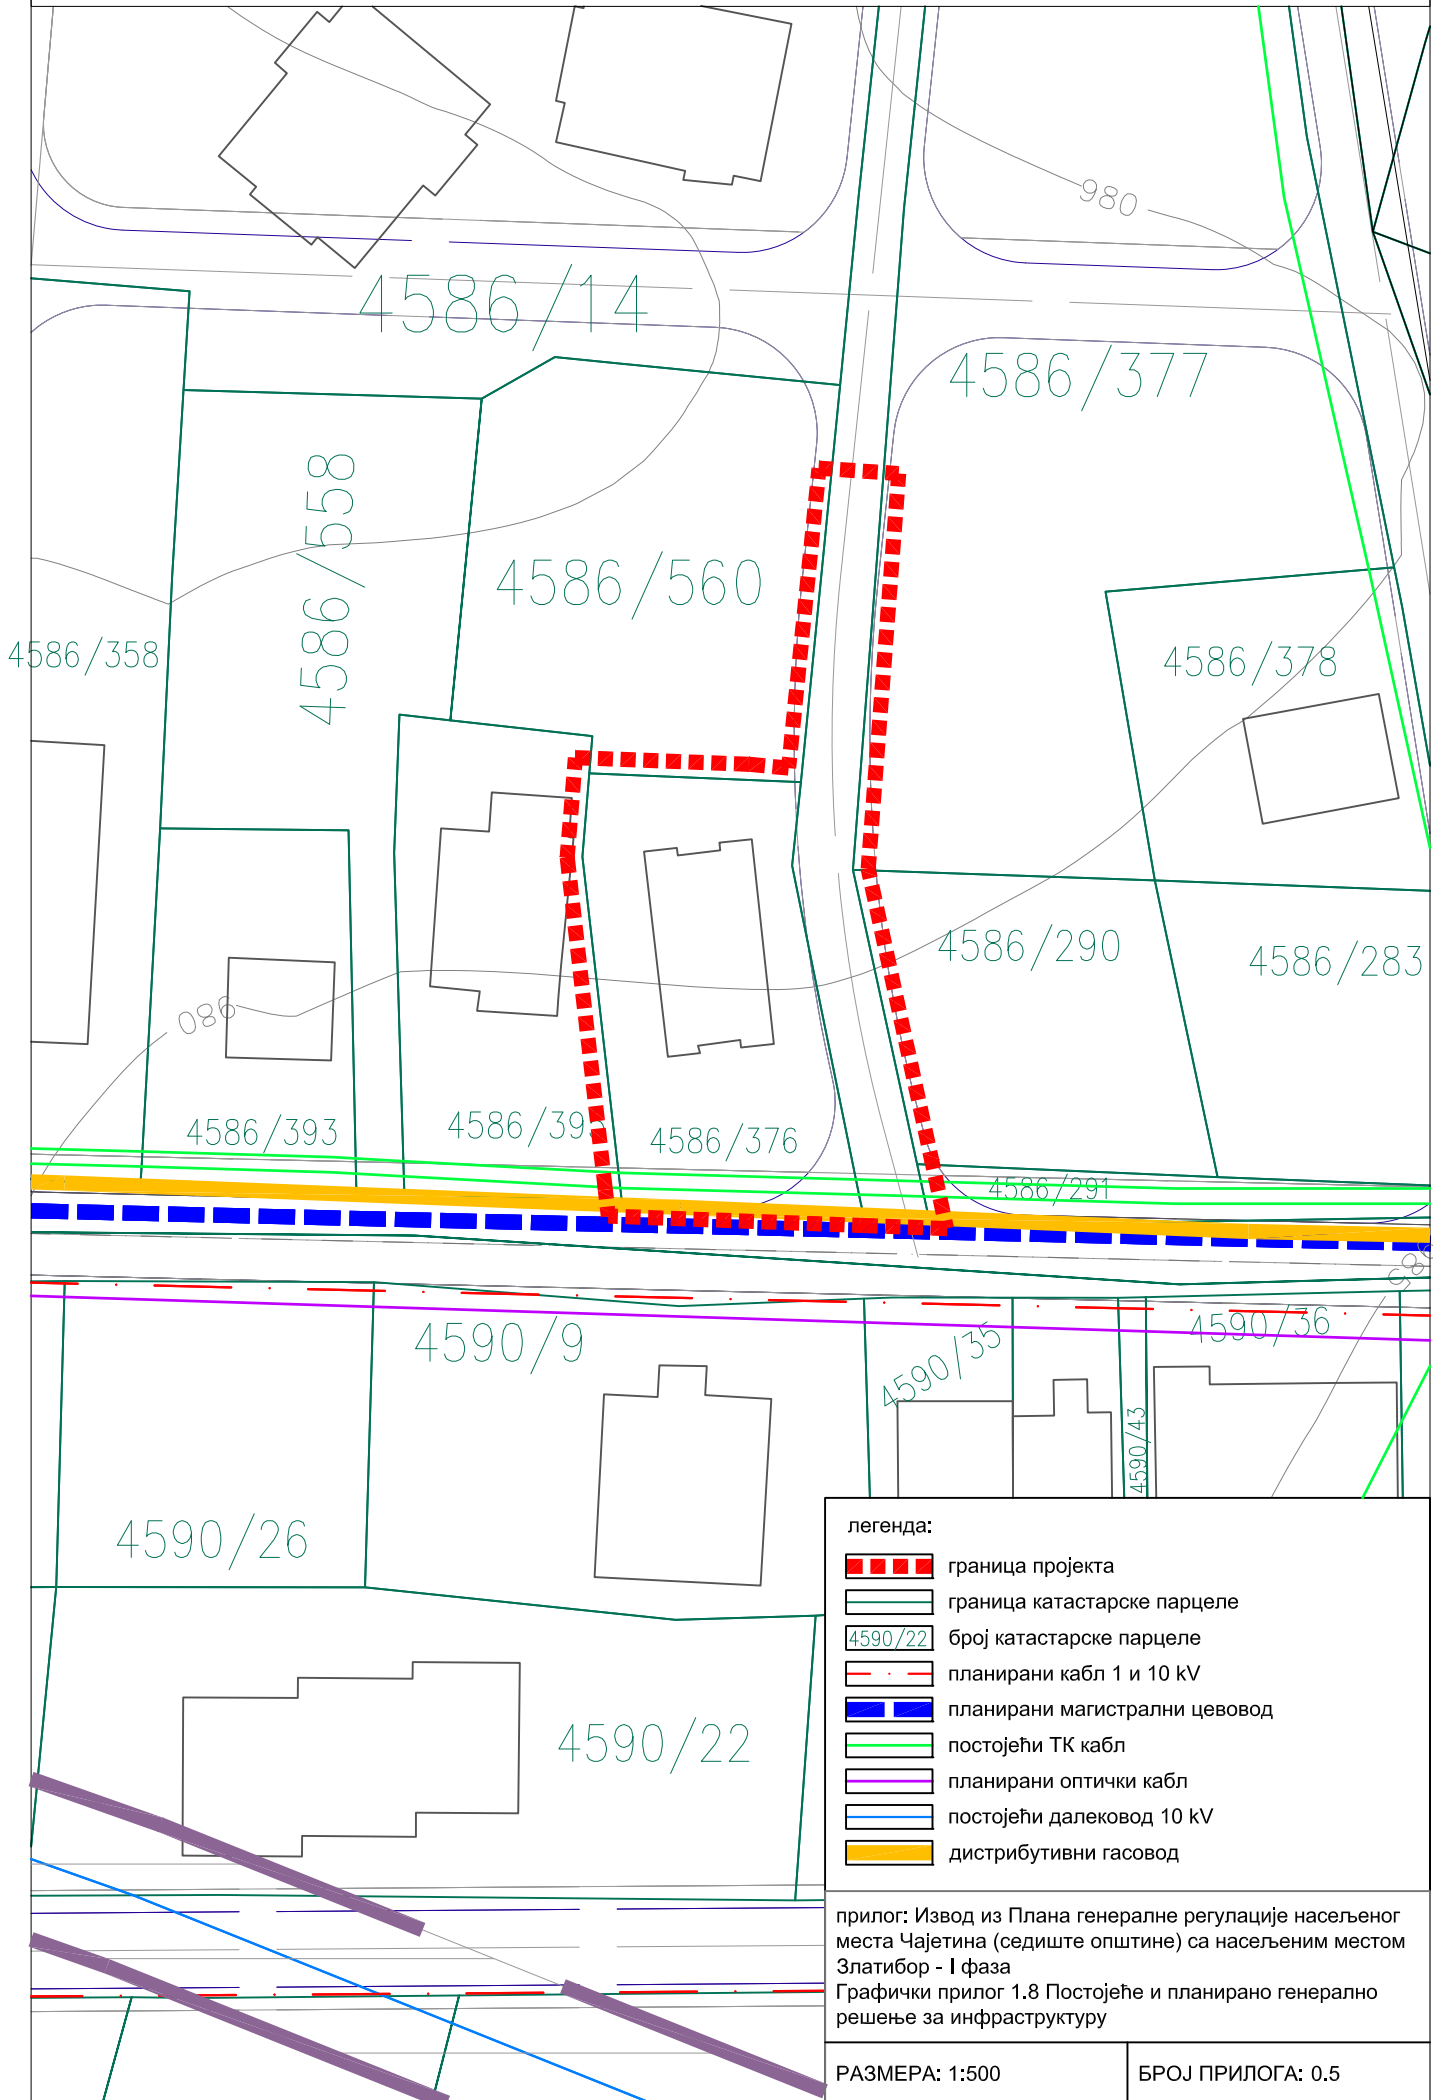 980
4586/14
4586/377
4586/558
4586/560
4586/358
4586/378
4586/290
4586/283
980
4586/393
4586/39
4586/376
4586/291
985
4590/9
4590/35
4590/36
4590/43
4590/26
4590/22
легенда:
граница пројекта
граница катастарске парцеле
4590/22 број катастарске парцеле
планирани кабл 1 и 10 kV
планирани магистрални цевовод
постојећи ТК кабл
планирани оптички кабл
постојећи далековод 10 kV
дистрибутивни гасовод
прилог: Извод из Плана генералне регулације насељеног
места Чајетина (седиште општине) са насељеним местом
Златибор - I фаза
Графички прилог 1.8 Постојеће и планирано генерално
решење за инфраструктуру
РАЗМЕРА: 1:500
БРОЈ ПРИЛОГА: 0.5